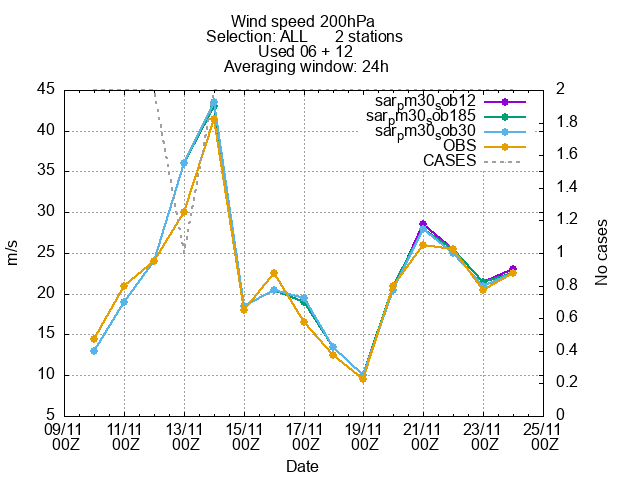 Wind speed 200hPa
Selection: ALL 2 stations
Used 06 + 12
Averaging window: 24h
45 2
sarpm30sob12
sarpm30sob185
sarpm30sob30
OBS
CASES
40
35
30
25
20
15
10
5
1.8
1.6
1.4
1.2
1
0.8
0.6
0.4
0.2
0
m/s
No cases
09/11 11/11 13/11 15/11 17/11 19/11 21/11 23/11 25/11
00Z 00Z 00Z 00Z 00Z 00Z 00Z 00Z 00Z
Date